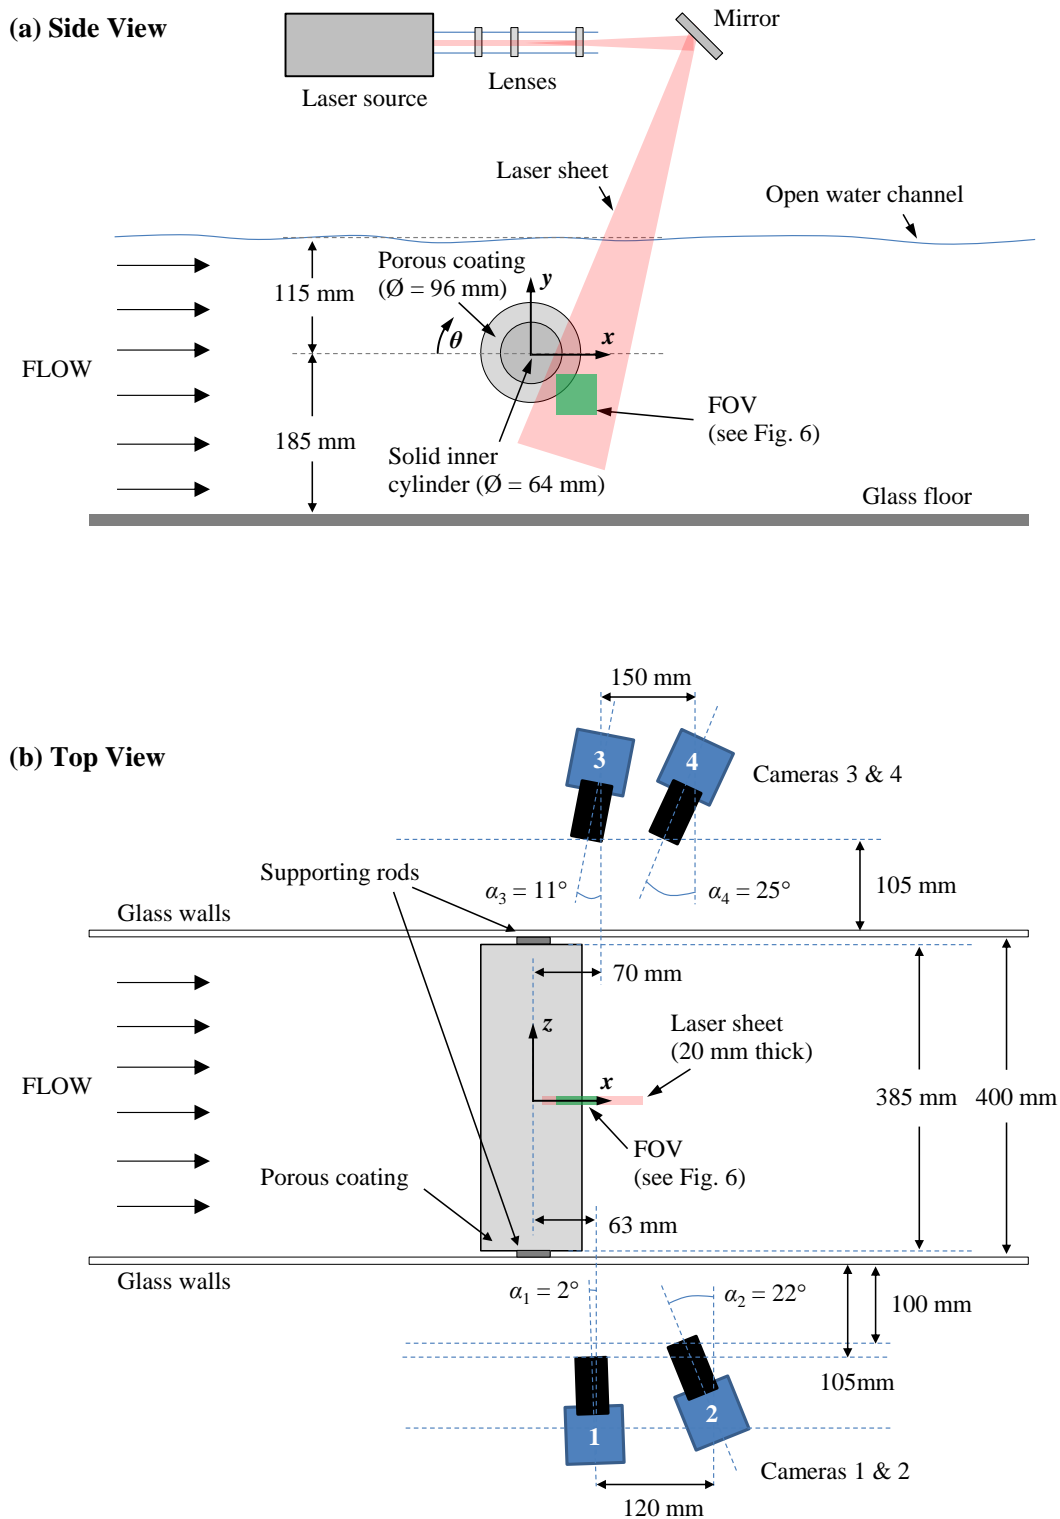 (a) Side View
Mirror
Laser source
Lenses
Laser sheet
Open water channel
Porous coating
(Ø = 96 mm)
y
115 mm
θ
x
FLOW
FOV
(see Fig. 6)
185 mm
Solid inner
cylinder (Ø = 64 mm)
Glass floor
150 mm
(b) Top View
3
4
Cameras 3 & 4
Supporting rods
α3 = 11°
α4 = 25°
105 mm
Glass walls
70 mm
z
Laser sheet
(20 mm thick)
x
FLOW
385 mm
400 mm
FOV
(see Fig. 6)
Porous coating
63 mm
Glass walls
α1 = 2°
α2 = 22°
100 mm
105mm
2
1
Cameras 1 & 2
120 mm